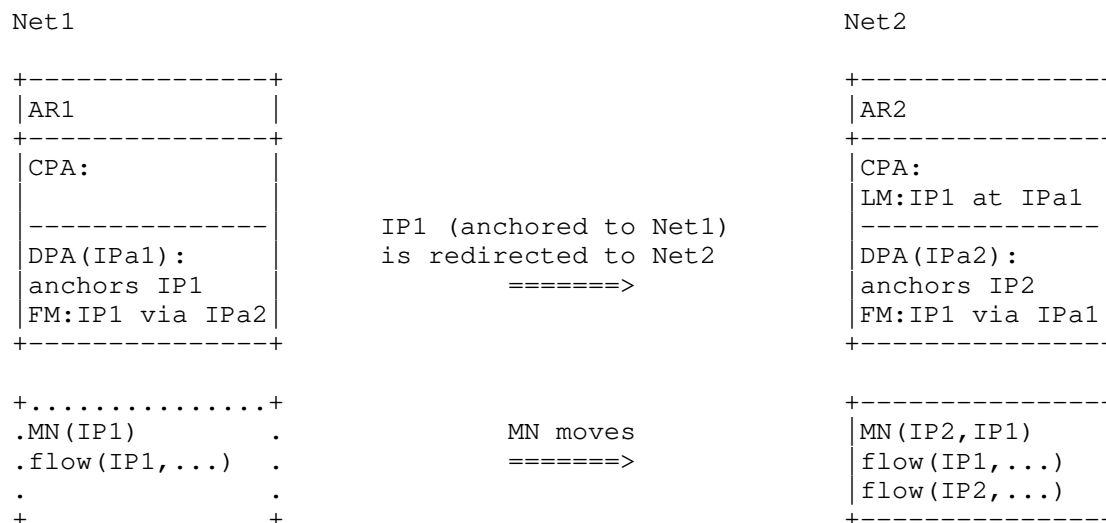 Net1                                                   Net2
+---------------+                                      +---------------
|AR1            |                                      |AR2
+---------------+                                      +---------------
|CPA:           |                                      |CPA:
|               |                                      |LM:IP1 at IPa1
|---------------|      IP1 (anchored to Net1)          |---------------
|DPA(IPa1):     |      is redirected to Net2           |DPA(IPa2):
|anchors IP1    |              =======>                |anchors IP2
|FM:IP1 via IPa2|                                      |FM:IP1 via IPa1
+---------------+                                      +---------------
+...............+                                      +---------------
.MN(IP1)        .              MN moves                |MN(IP2,IP1)
.flow(IP1,...)  .              =======>                |flow(IP1,...)
.               .                                      |flow(IP2,...)
+               +                                      +---------------